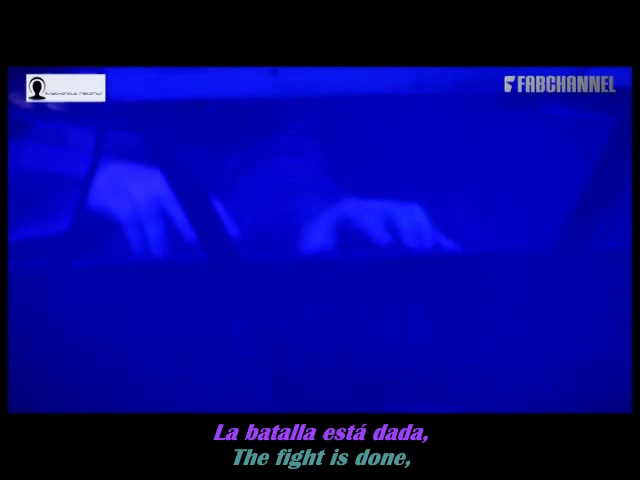 FABCHANNEL
La batalla está dada,
The fight is done,